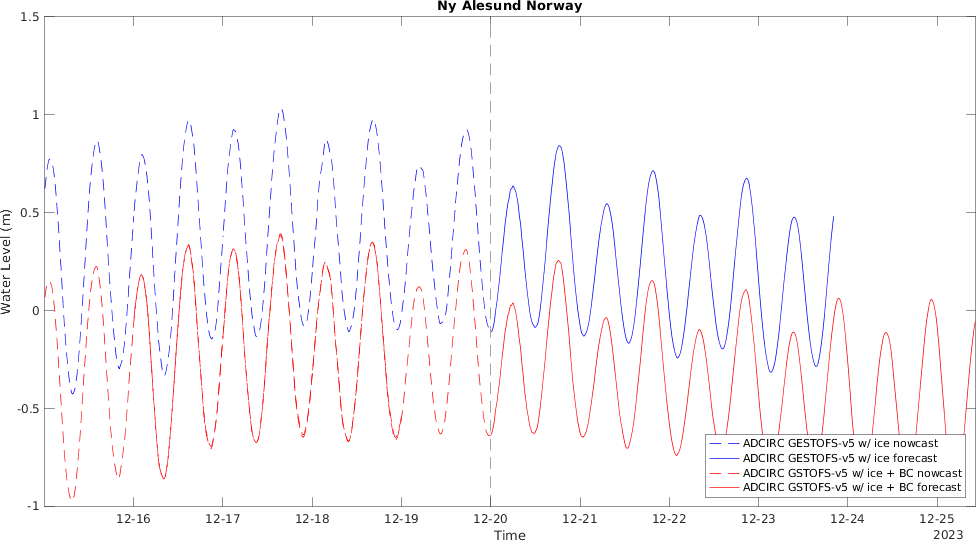 Ny Alesund Norway
1.5
1
0.5
0
-0.5
-1
Water Level (m)
12-16
12-17
12-18
12-19
12-20
12-21
12-22
12-23
12-24
12-25
Time
2023
ADCIRC GESTOFS-v5 w/ ice nowcast
ADCIRC GESTOFS-v5 w/ ice forecast
ADCIRC GSTOFS-v5 w/ ice + BC nowcast
ADCIRC GSTOFS-v5 w/ ice + BC forecast